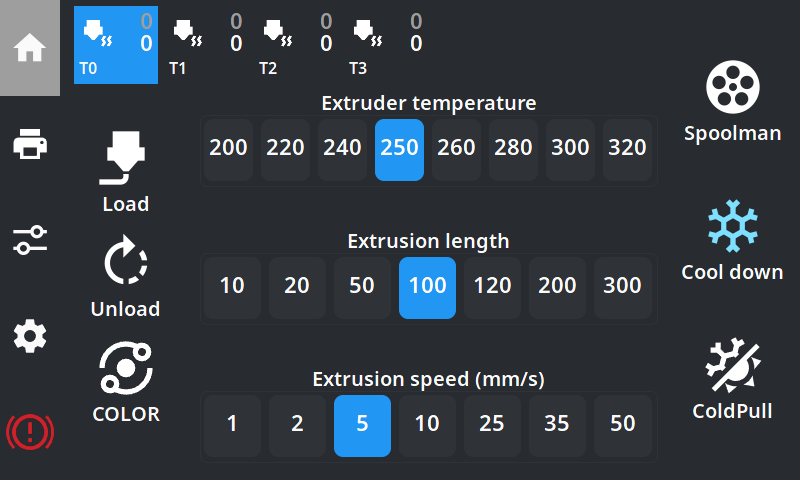 0 0 0 0
0 0 0 0
T0 T1 T2 T3
Extruder temperature
200 220 240 250 260 280 300 320
Spoolman
Load
Extrusion length
10 20 50 100 120 200 300
Cool down
Unload
Extrusion speed (mm/s)
1 2 5 10 25 35 50
COLOR
ColdPull